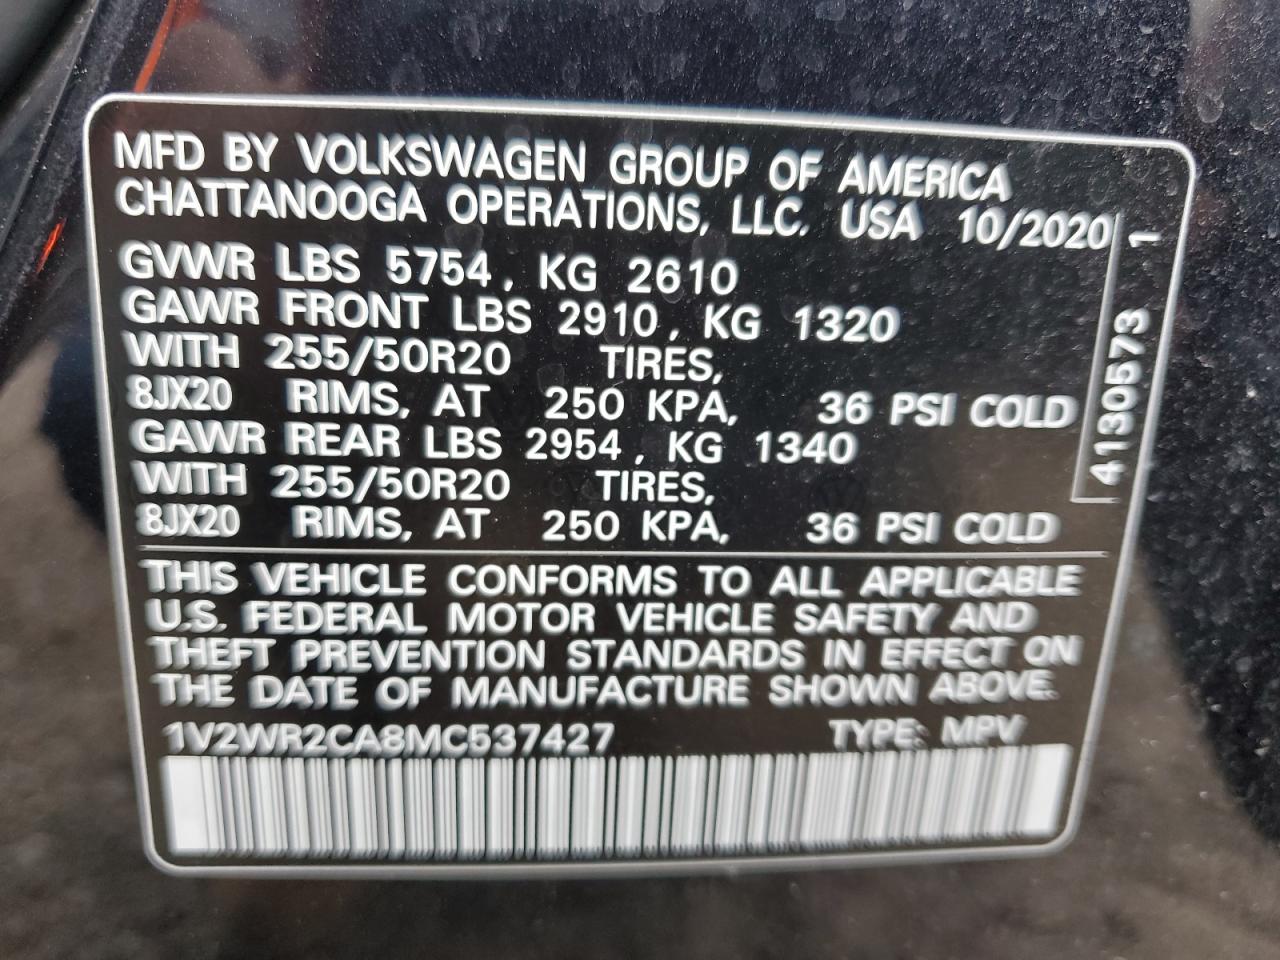 MFD BY VOLKSWAGEN GROUP OF AMERICA
CHATTANOOGA OPERATIONS, LLC. USA 10/2020
GVWR LBS 5754, KG 2610
GAWR FRONT LBS 2910, KG 1320
WITH 255/50R20 TIRES,
8JX20 RIMS, AT 250 KPA, 36 PSI COLD
GAWR REAR LBS 2954, KG 1340
WITH 255/50R20 TIRES,
8JX20 RIMS, AT 250 KPA, 36 PSI COLD
4130573 1
THIS VEHICLE CONFORMS TO ALL APPLICABLE
U.S. FEDERAL MOTOR VEHICLE SAFETY AND
THEFT PREVENTION STANDARDS IN EFFECT ON
THE DATE OF MANUFACTURE SHOWN ABOVE.
1V2WR2CA8MC537427 TYPE: MPV